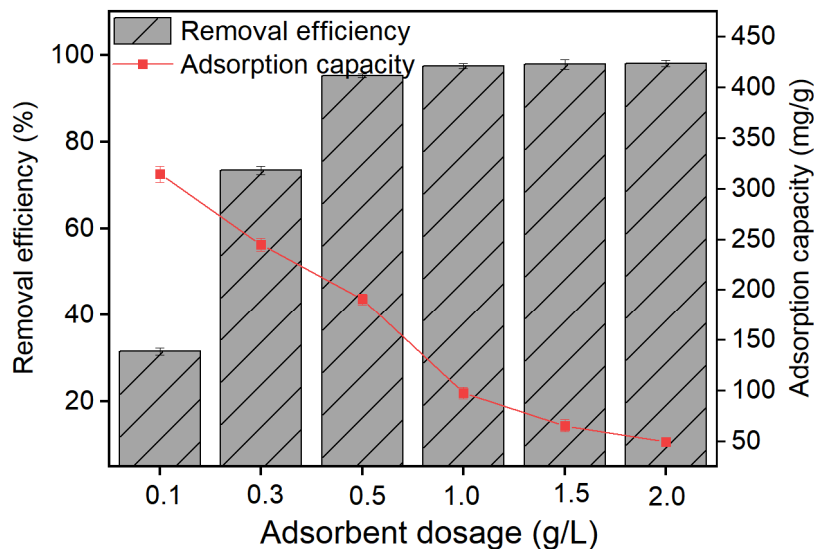 Removal efficiency
Adsorption capacity
Removal efficiency (%)
100
80
60
40
20
450
400
350
300
250
200
150
100
50
Adsorption capacity (mg/g)
0.1 0.3 0.5 1.0 1.5 2.0
Adsorbent dosage (g/L)